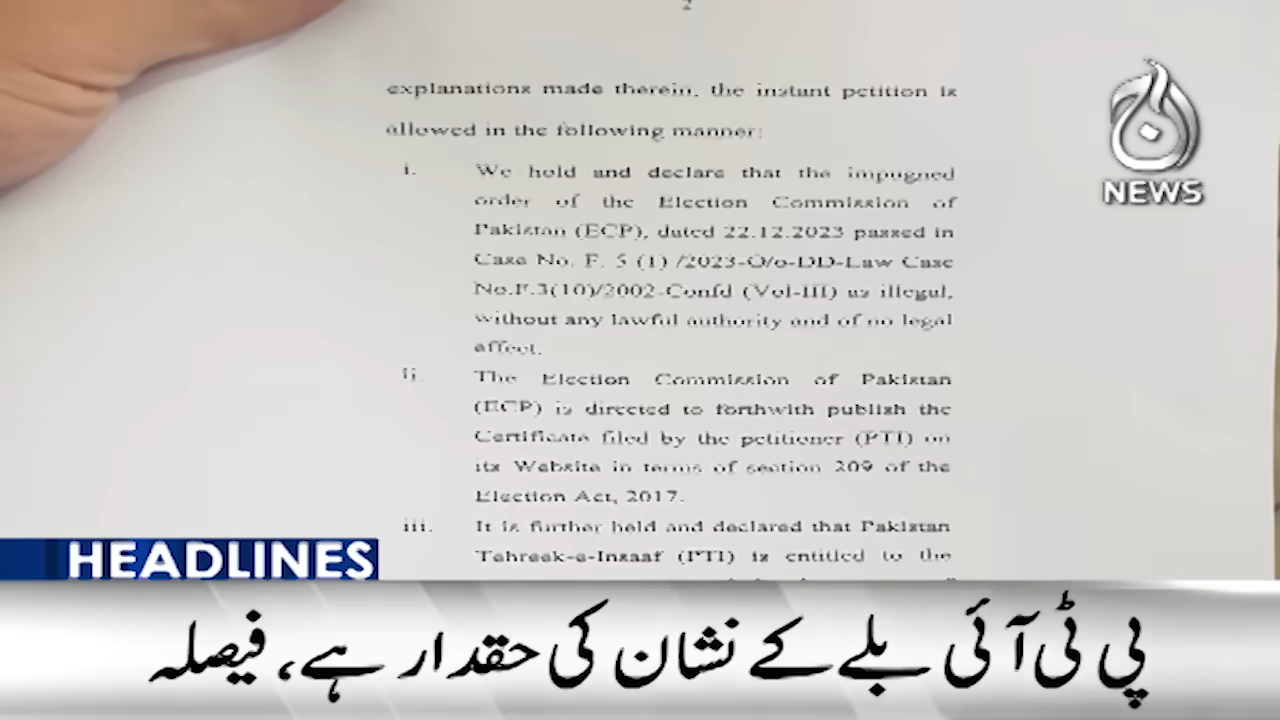 2
explanations made therein, the instant petition is
allowed in the following manner:
i. We hold and declare that the impugned
order of the Election Commission of
Pakistan (ECP), dated 22.12.2023 passed in
Case No. F. 5 (1) /2023-O/o-DD-Law Case
No.F.3(10)/2002-Confd (Vol-III) as illegal,
without any lawful authority and of no legal
effect.
ii. The Election Commission of Pakistan
(ECP) is directed to forthwith publish the
Certificate filed by the petitioner (PTI) on
its Website in terms of section 209 of the
Election Act, 2017.
iii. It is further held and declared that Pakistan
Tehreek-e-Insaaf (PTI) is entitled to the
NEWS
HEADLINES
پی ٹی آئی بلے کے نشان کی حقدار ہے، فیصلہ